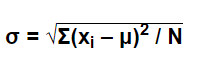 σ = √Σ(xᵢ – μ)² / N